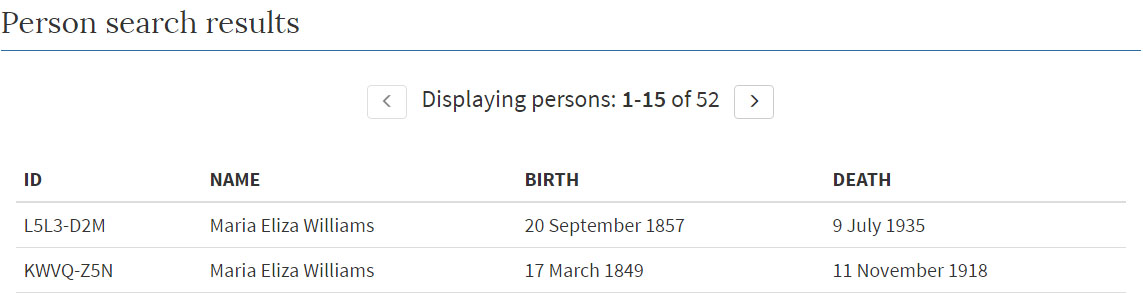 Person search results
Displaying persons: 1-15 of 52
ID NAME BIRTH DEATH
L5L3-D2M Maria Eliza Williams 20 September 1857 9 July 1935
KWVQ-Z5N Maria Eliza Williams 17 March 1849 11 November 1918